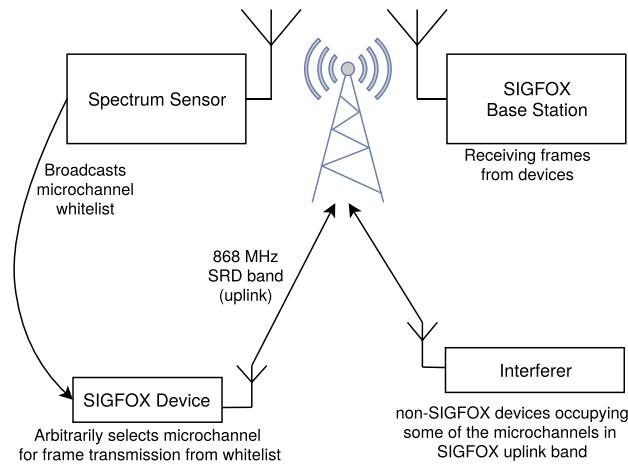 Spectrum Sensor
SIGFOX
Base Station
Receiving frames
from devices
Broadcasts
microchannel
whitelist
868 MHz
SRD band
(uplink)
SIGFOX Device
Arbitrarily selects microchannel
for frame transmission from whitelist
Interferer
non-SIGFOX devices occupying
some of the microchannels in
SIGFOX uplink band